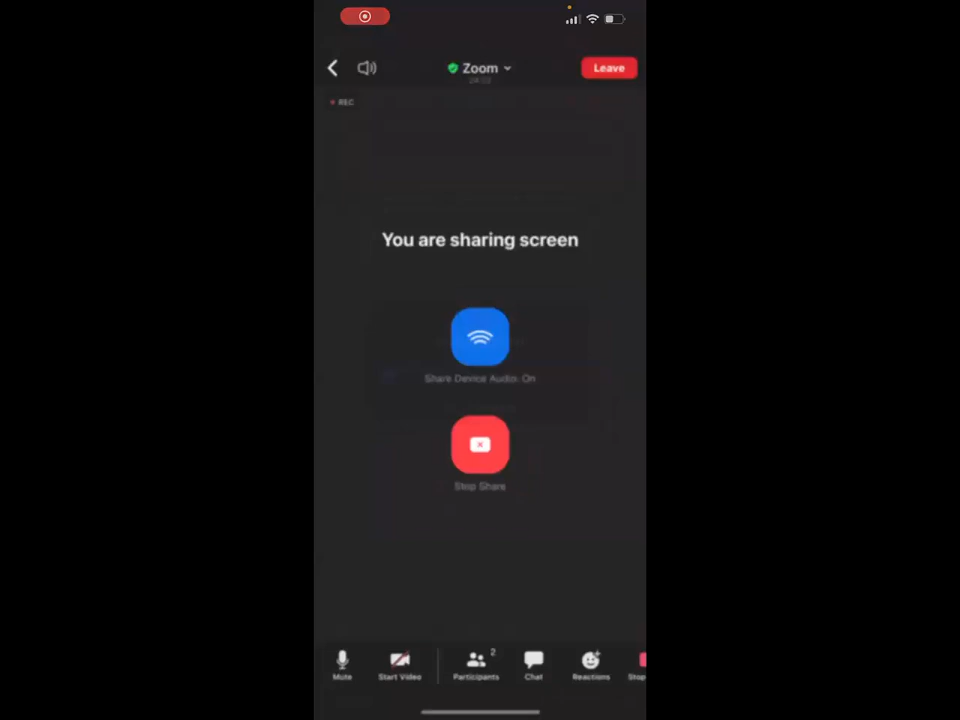 Zoom
Leave
REC
You are sharing screen
Share Device Audio: On
Stop Share
2
Mute
Start Video
Participants
Chat
Reactions
Stop